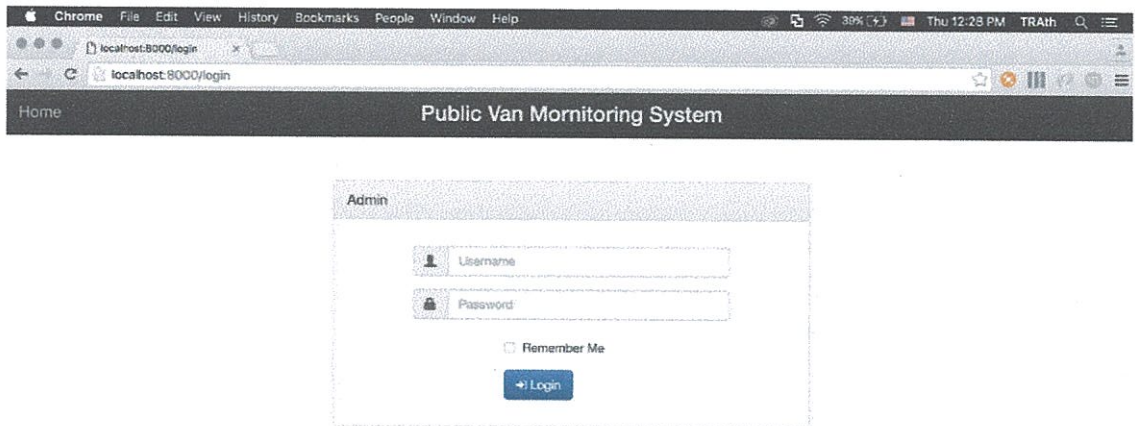 Chrome File Edit View History Bookmarks People Window Help 39% Thu 12:28 PM TRAth
localhost:8000/login
localhost:8000/login
Home Public Van Mornitoring System
Admin
Username
Password
Remember Me
Login